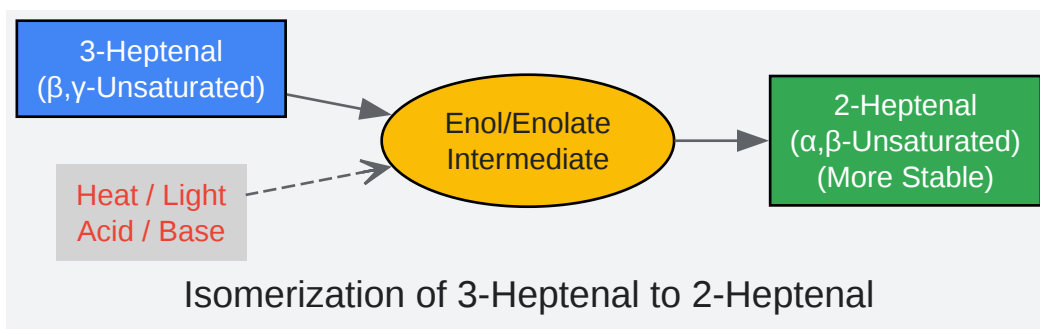 3-Heptenal
(β,γ-Unsaturated)
Enol/Enolate
Intermediate
2-Heptenal
(α,β-Unsaturated)
(More Stable)
Heat / Light
Acid / Base
Isomerization of 3-Heptenal to 2-Heptenal